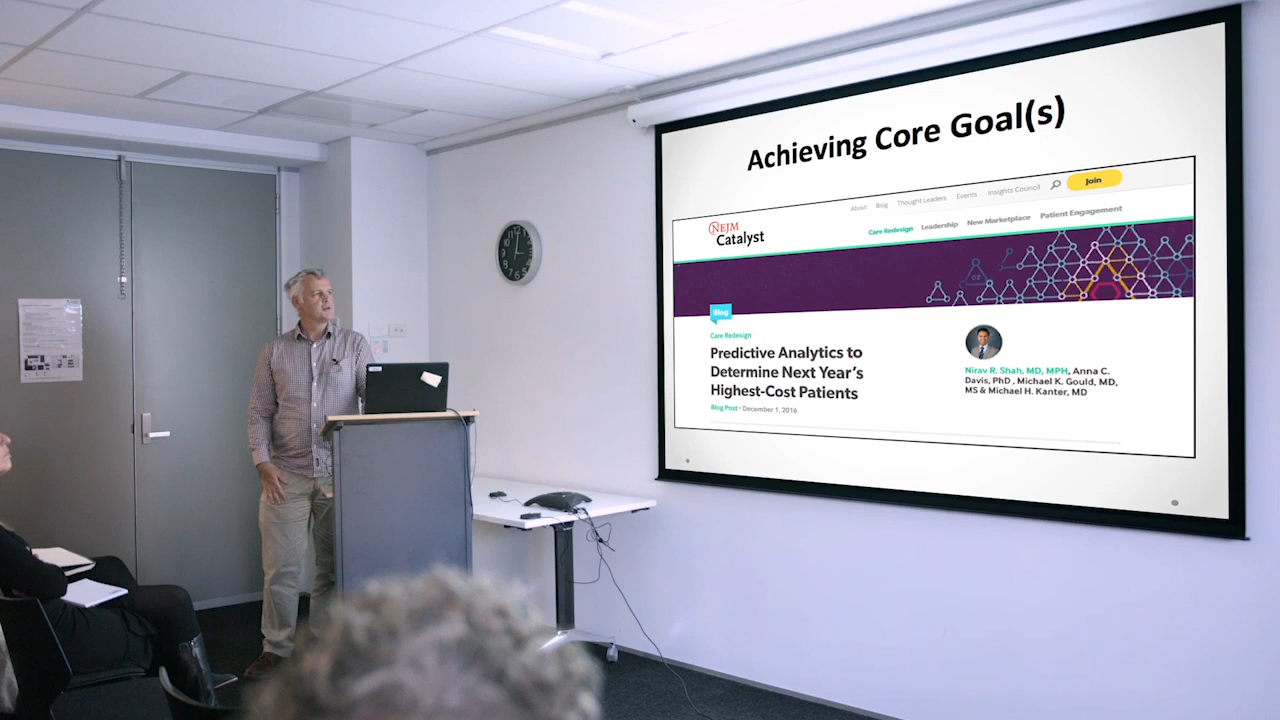 Achieving Core Goal(s)
About Blog Thought Leaders Events Insights Council Join
NEJM
Catalyst
Care Redesign Leadership New Marketplace Patient Engagement
Blog
Care Redesign
Predictive Analytics to
Determine Next Year's
Highest-Cost Patients
Blog Post • December 1, 2016
Nirav R. Shah, MD, MPH, Anna C.
Davis, PhD , Michael K. Gould, MD,
MS & Michael H. Kanter, MD